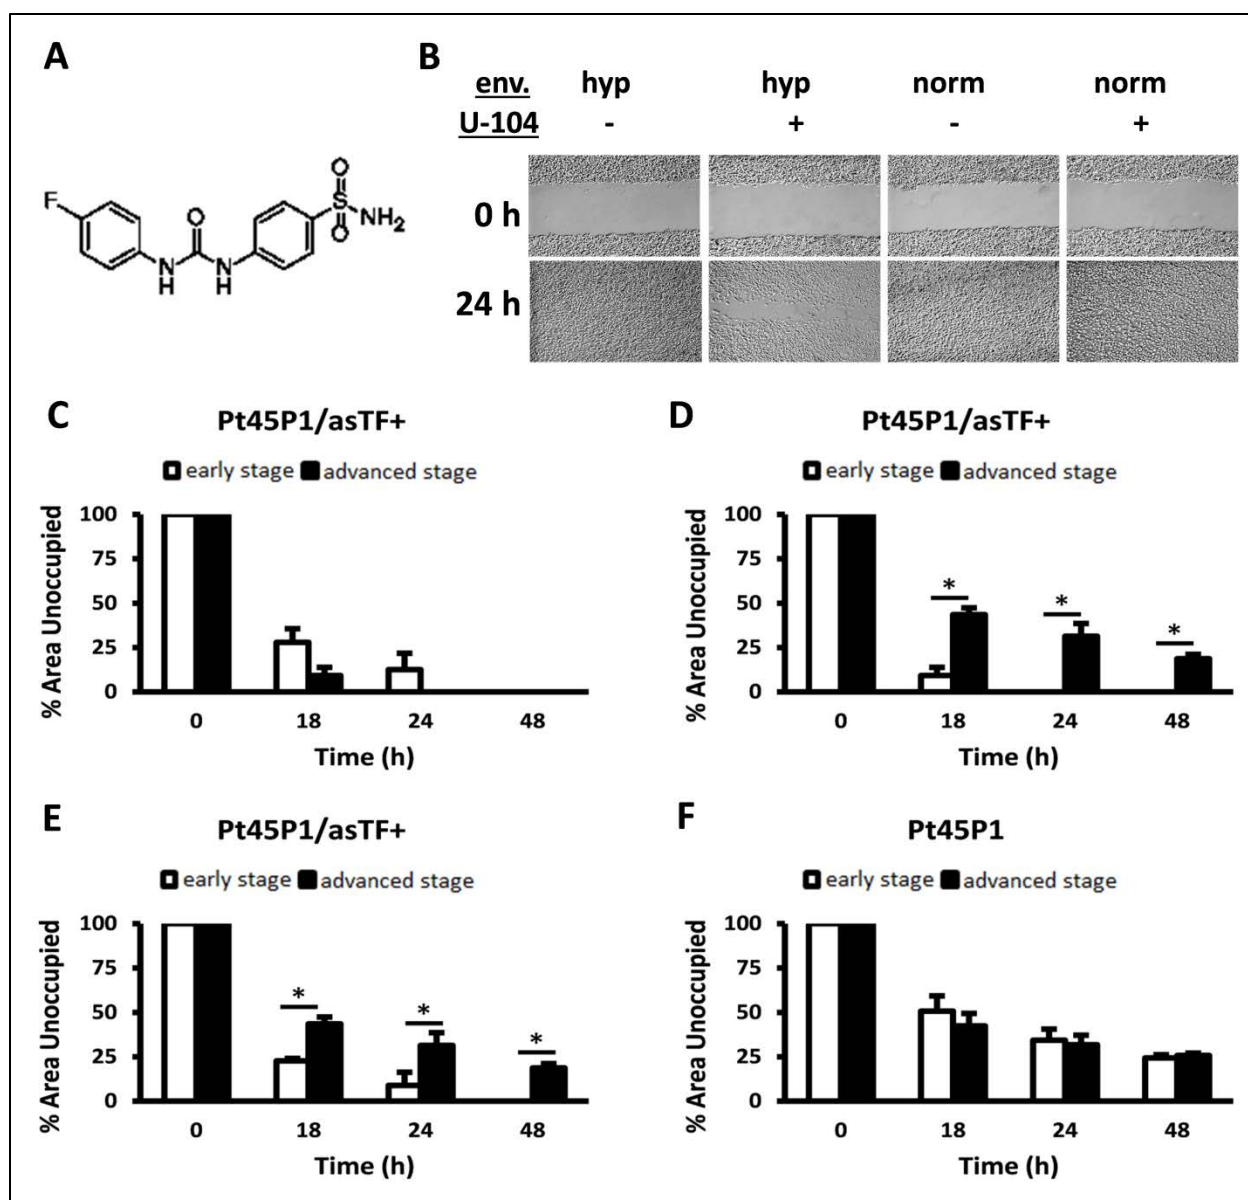 A
F
O
N
H
N
H
O
S
O
NH2
B
env. hyp hyp norm norm
U-104 - + - +
0 h
24 h
C
Pt45P1/asTF+
early stage advanced stage
% Area Unoccupied
100
75
50
25
0
0 18 24 48
Time (h)
D
Pt45P1/asTF+
early stage advanced stage
% Area Unoccupied
100
75
50
25
0
* * *
0 18 24 48
Time (h)
E
Pt45P1/asTF+
early stage advanced stage
% Area Unoccupied
100
75
50
25
0
* * *
0 18 24 48
Time (h)
F
Pt45P1
early stage advanced stage
% Area Unoccupied
100
75
50
25
0
0 18 24 48
Time (h)